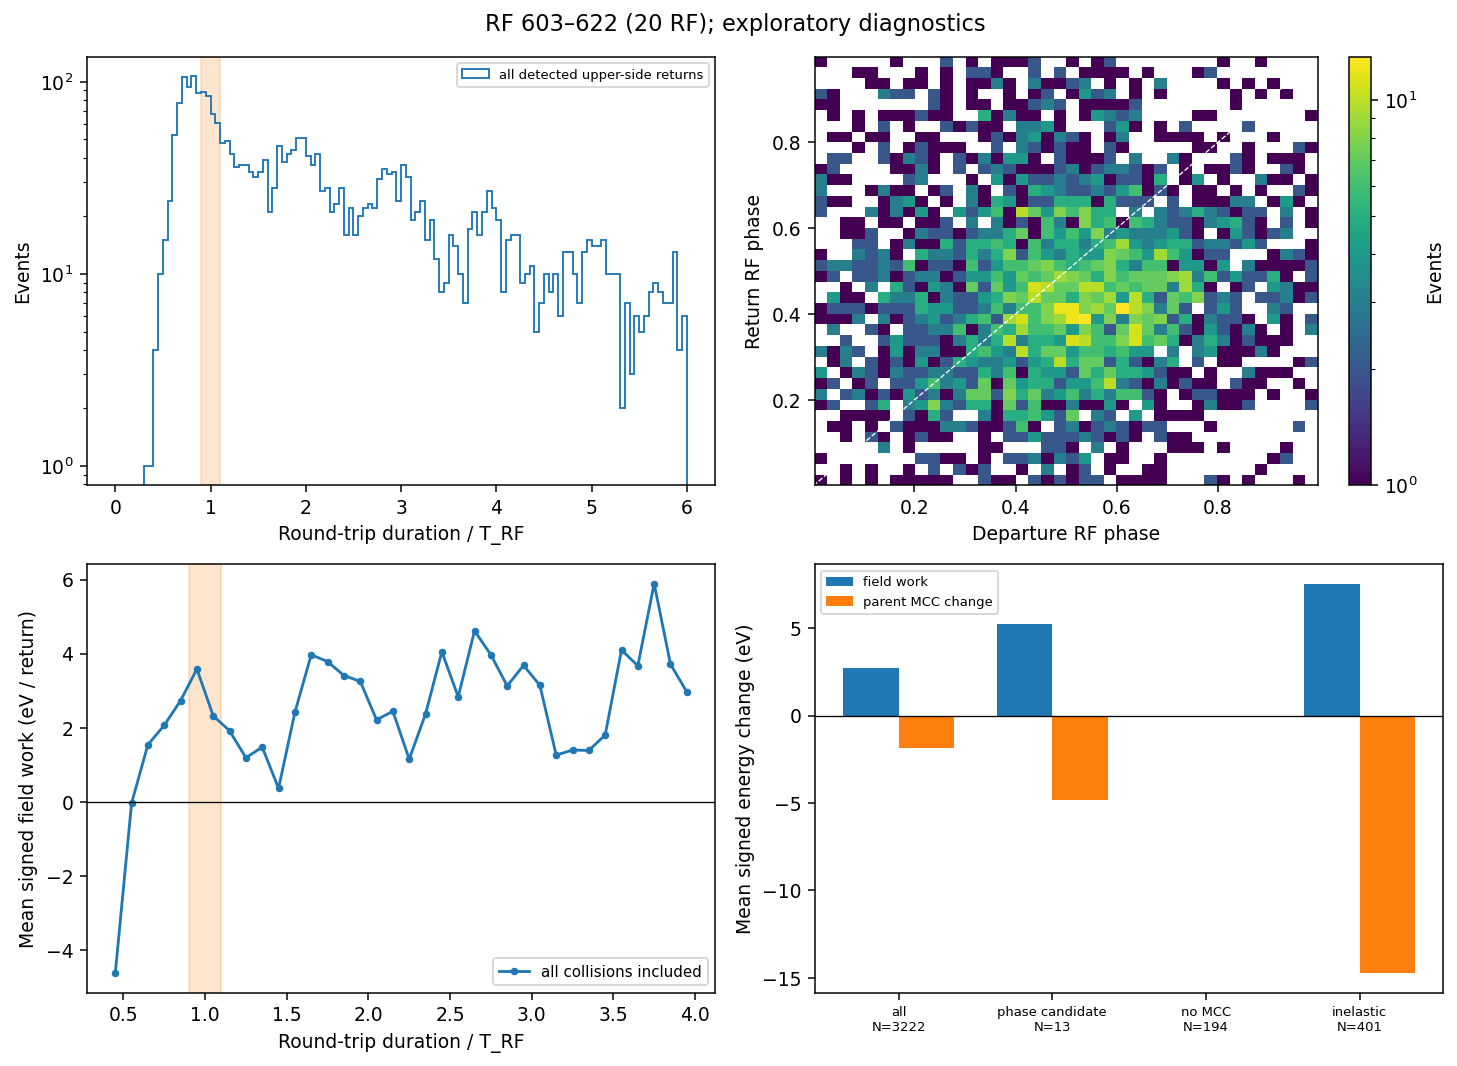 RF 603–622 (20 RF); exploratory diagnostics
all detected upper-side returns
Events
10²
10¹
10⁰
0
1
2
3
4
5
6
Round-trip duration / T_RF
Return RF phase
0.8
0.6
0.4
0.2
0.2
0.4
0.6
0.8
Departure RF phase
10¹
10⁰
Events
Mean signed field work (eV / return)
6
4
2
0
−2
−4
all collisions included
0.5
1.0
1.5
2.0
2.5
3.0
3.5
4.0
Round-trip duration / T_RF
field work
parent MCC change
Mean signed energy change (eV)
5
0
−5
−10
−15
all
N=3222
phase candidate
N=13
no MCC
N=194
inelastic
N=401